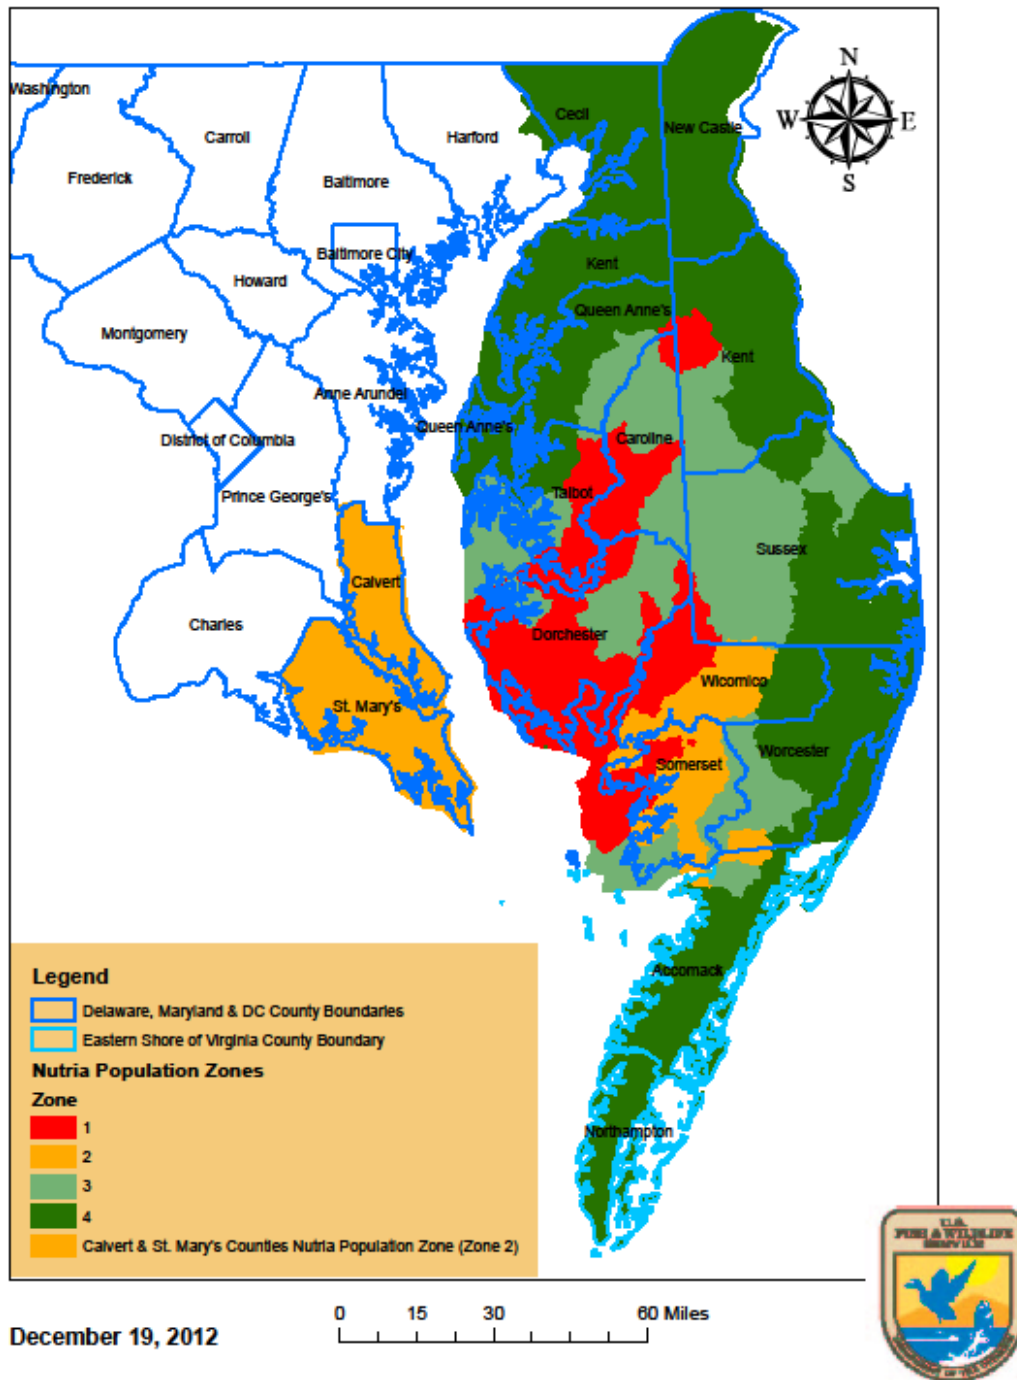 N
W
E
S
Washington
Cecil
New Castle
Carroll
Harford
Frederick
Baltimore
Baltimore City
Kent
Howard
Queen Anne's
Montgomery
Kent
Anne Arundel
Queen Anne's
District of Columbia
Caroline
Prince George's
Talbot
Sussex
Calvert
Charles
Dorchester
Wicomico
St. Mary's
Somerset
Worcester
Accomack
Northampton
Legend
Delaware, Maryland & DC County Boundaries
Eastern Shore of Virginia County Boundary
Nutria Population Zones
Zone
1
2
3
4
Calvert & St. Mary's Counties Nutria Population Zone (Zone 2)
December 19, 2012
0 15 30 60 Miles
U.S.
FISH & WILDLIFE
SERVICE